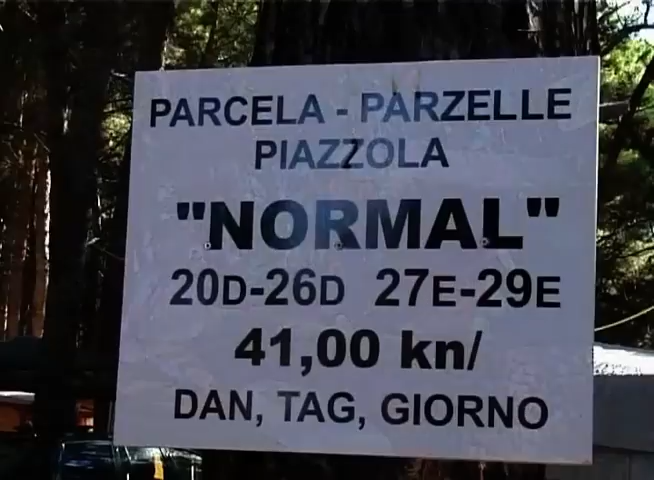 PARCELA - PARZELLE
PIAZZOLA
"NORMAL"
20D-26D 27E-29E
41,00 kn/
DAN, TAG, GIORNO